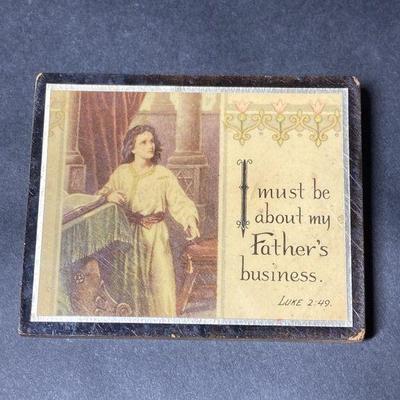 I must be
about my
Father's
business.
LUKE 2:49.